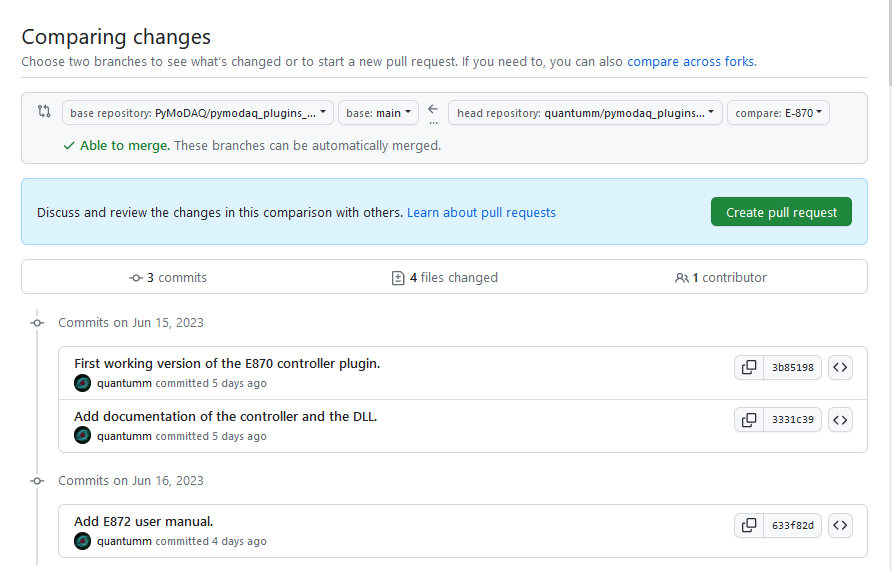 Comparing changes
Choose two branches to see what's changed or to start a new pull request. If you need to, you can also compare across forks.
base repository: PyMoDAQ/pymodaq_plugins_... base: main ... head repository: quantumm/pymodaq_plugins... compare: E-870
Able to merge. These branches can be automatically merged.
Discuss and review the changes in this comparison with others. Learn about pull requests Create pull request
3 commits 4 files changed 1 contributor
Commits on Jun 15, 2023
First working version of the E870 controller plugin.
quantumm committed 5 days ago
3b85198
Add documentation of the controller and the DLL.
quantumm committed 5 days ago
3331c39
Commits on Jun 16, 2023
Add E872 user manual.
quantumm committed 4 days ago
633f82d